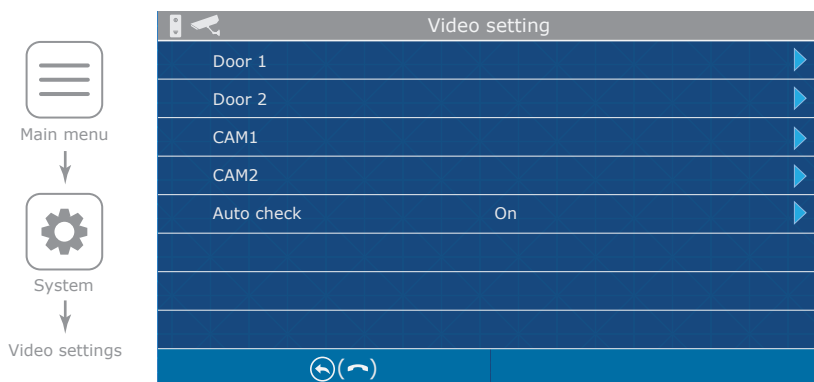 Main menu
System
Video settings
Video setting
Door 1
Door 2
CAM1
CAM2
Auto check On
( )